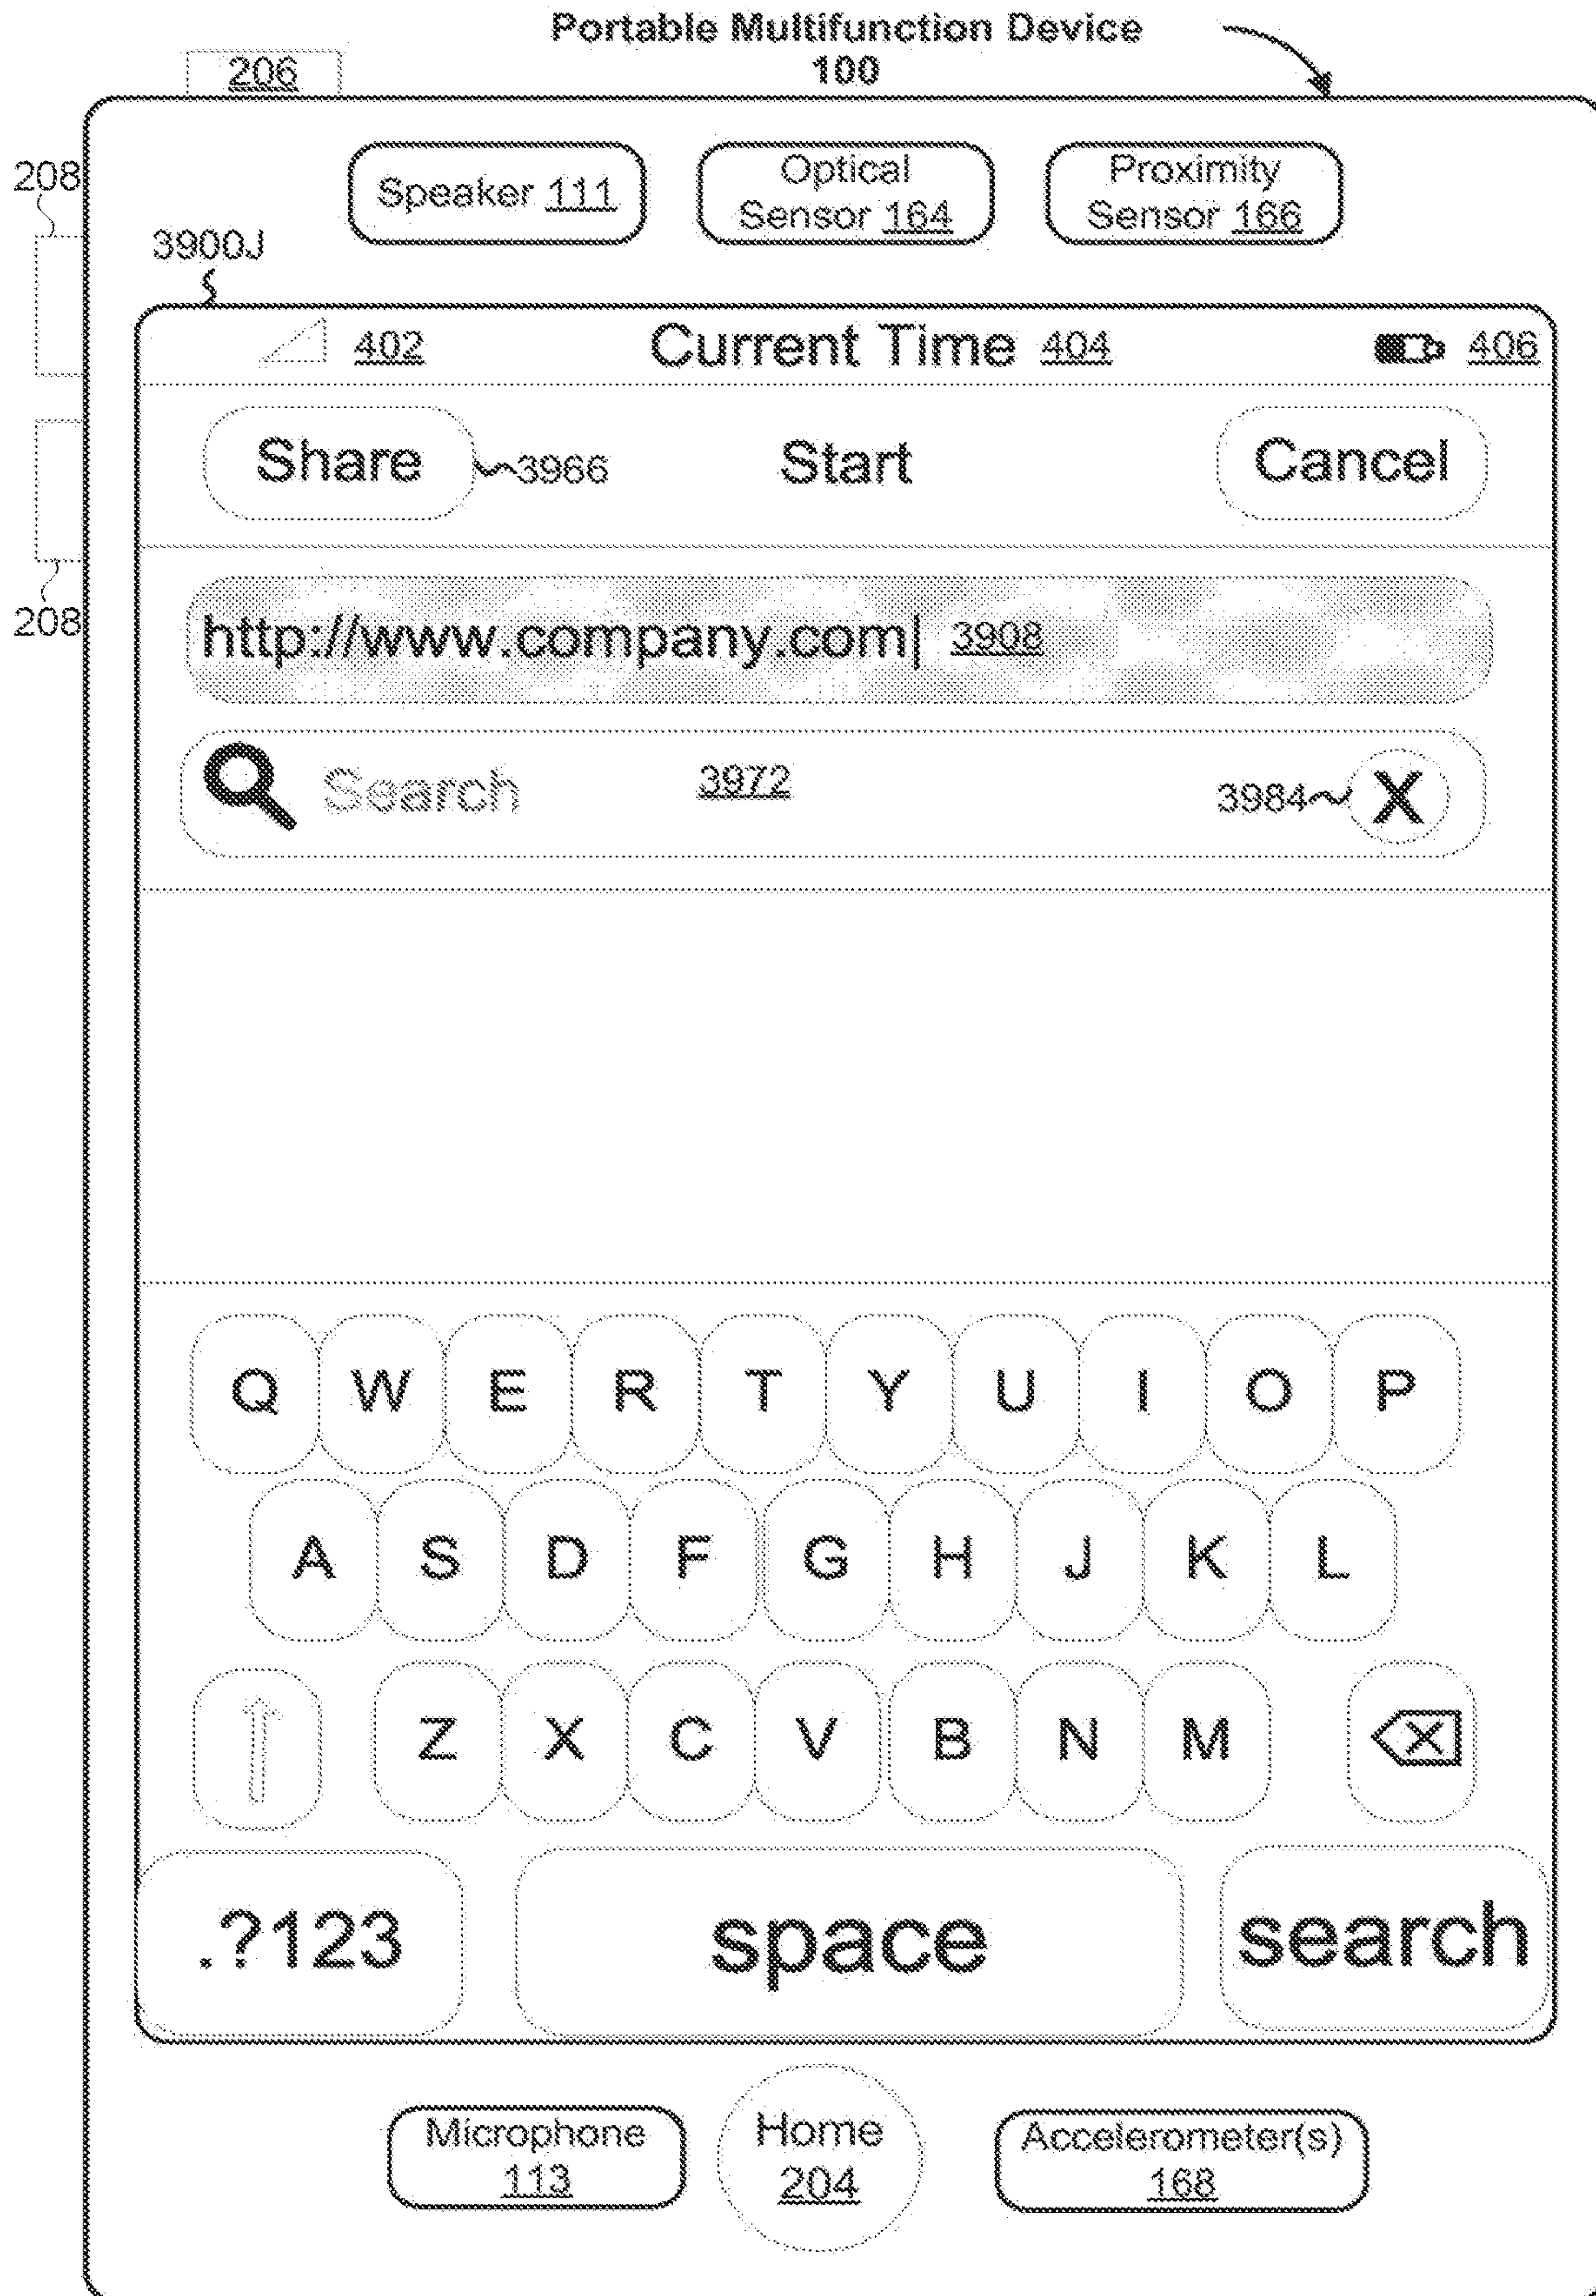 Portable Multifunction Device
100
206
208
Speaker 111
Optical
Sensor 164
Proximity
Sensor 166
3900J
402 Current Time 404 406
Share 3966 Start Cancel
208
http://www.company.com| 3908
Search 3972 3984 X
Q W E R T Y U I O P
A S D F G H J K L
Z X C V B N M
.?123 space search
Microphone
113
Home
204
Accelerometer(s)
168